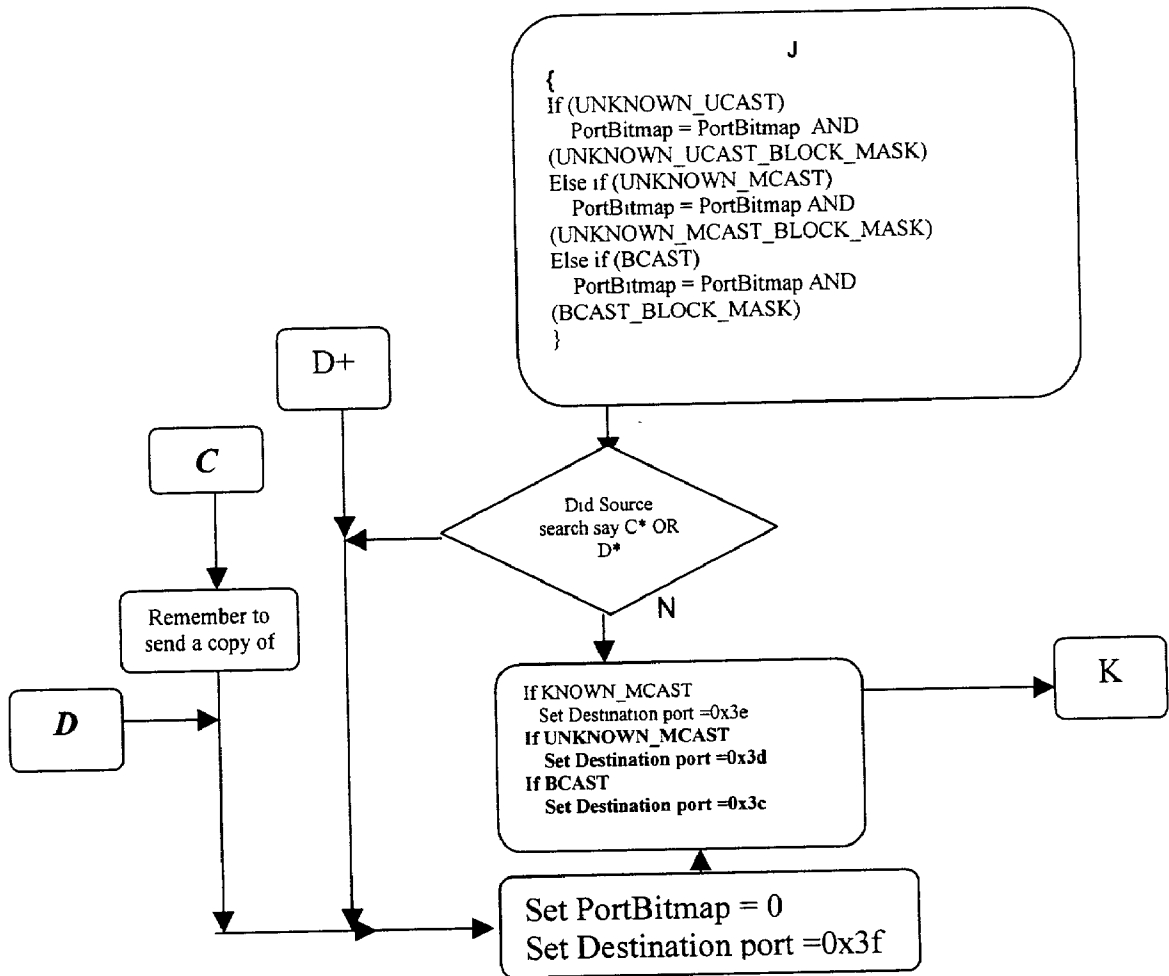 J
{
If (UNKNOWN_UCAST)
PortBitmap = PortBitmap AND
(UNKNOWN_UCAST_BLOCK_MASK)
Else if (UNKNOWN_MCAST)
PortBitmap = PortBitmap AND
(UNKNOWN_MCAST_BLOCK_MASK)
Else if (BCAST)
PortBitmap = PortBitmap AND
(BCAST_BLOCK_MASK)
}
D+
C
Did Source
search say C* OR
D*
N
Remember to
send a copy of
D
If KNOWN_MCAST
Set Destination port =0x3e
If UNKNOWN_MCAST
Set Destination port =0x3d
If BCAST
Set Destination port =0x3c
K
Set PortBitmap = 0
Set Destination port =0x3f